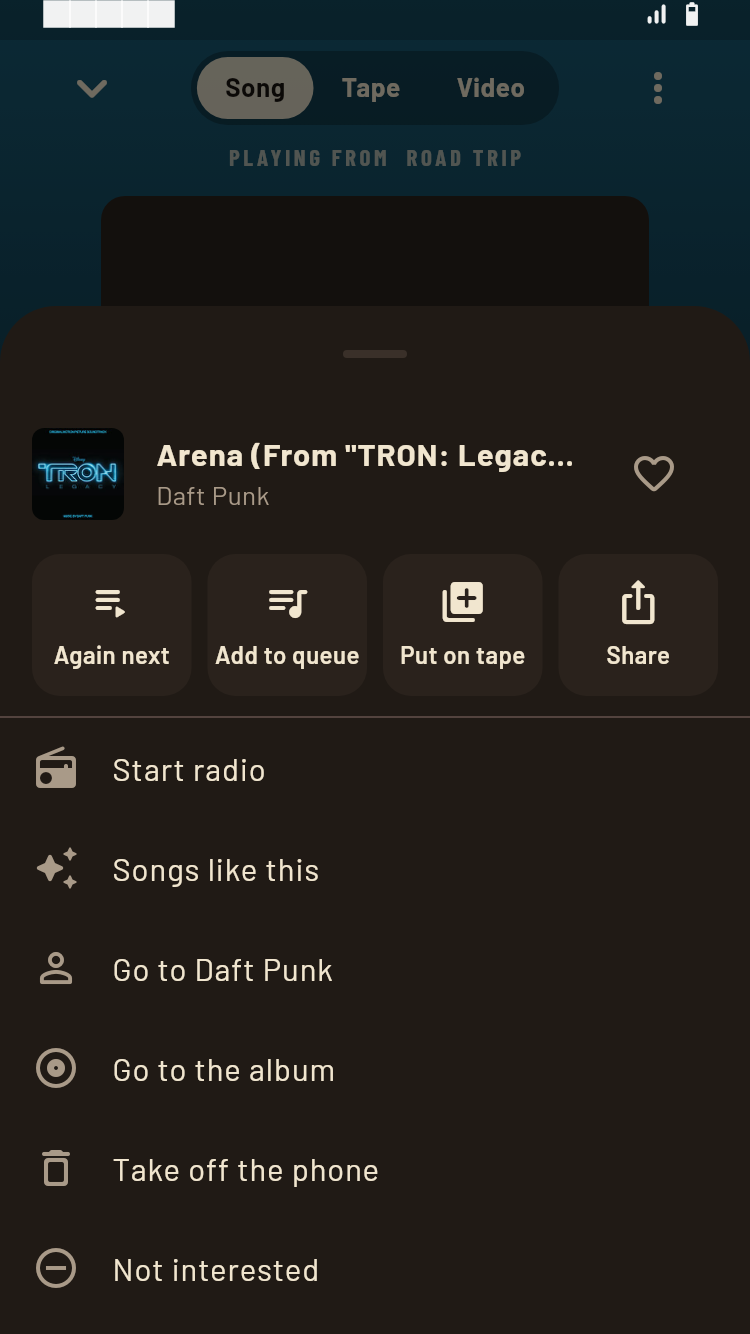 Song Tape Video
PLAYING FROM ROAD TRIP
TRON
LEGACY
Arena (From "TRON: Legac...
Daft Punk
Again next Add to queue Put on tape Share
Start radio
Songs like this
Go to Daft Punk
Go to the album
Take off the phone
Not interested